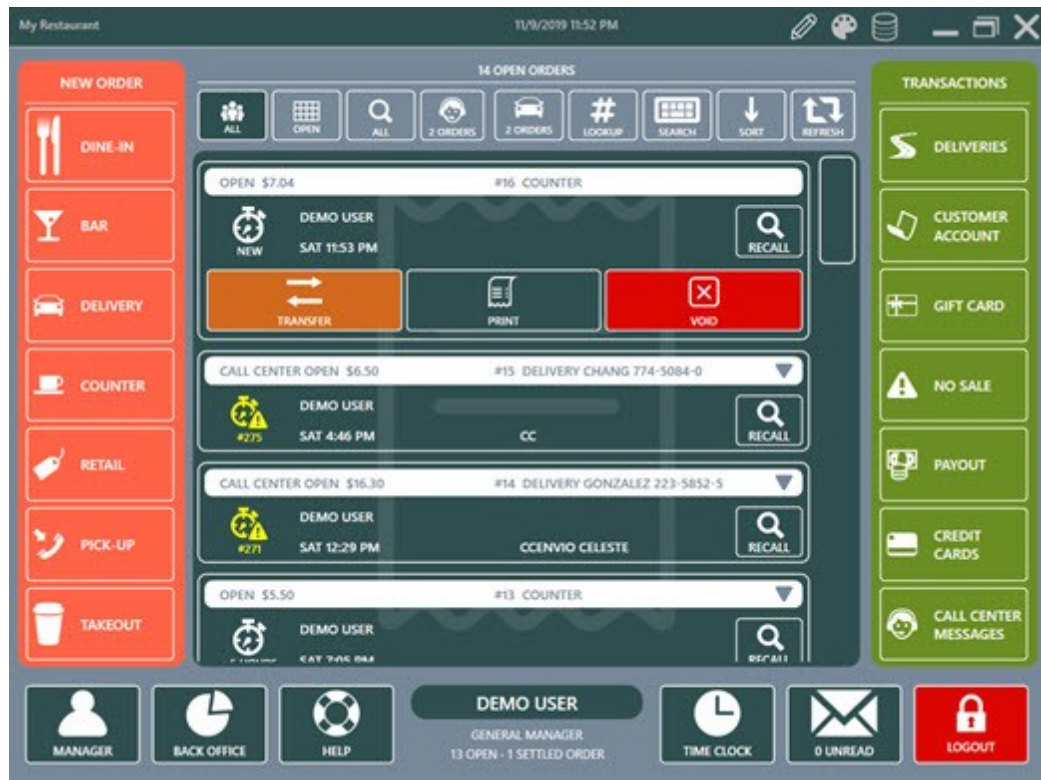 My Restaurant
11/9/2019 11:52 PM
NEW ORDER
DINE-IN
BAR
DELIVERY
COUNTER
RETAIL
PICK-UP
TAKEOUT
14 OPEN ORDERS
ALL
OPEN
ALL
2 ORDERS
2 ORDERS
#
LOOKUP
SEARCH
SORT
REFRESH
OPEN $7.04 #16 COUNTER
DEMO USER
NEW
SAT 11:53 PM
RECALL
TRANSFER
PRINT
VOID
CALL CENTER OPEN $6.50 #15 DELIVERY CHANG 774-5084-0
DEMO USER
#275
SAT 4:46 PM
CC
RECALL
CALL CENTER OPEN $16.30 #14 DELIVERY GONZALEZ 223-5852-5
DEMO USER
#271
SAT 12:29 PM
CCENVIO CELESTE
RECALL
OPEN $5.50 #13 COUNTER
DEMO USER
SAT 7:05 PM
RECALL
TRANSACTIONS
DELIVERIES
CUSTOMER
ACCOUNT
GIFT CARD
NO SALE
PAYOUT
CREDIT
CARDS
CALL CENTER
MESSAGES
MANAGER
BACK OFFICE
HELP
DEMO USER
GENERAL MANAGER
13 OPEN - 1 SETTLED ORDER
TIME CLOCK
0 UNREAD
LOGOUT